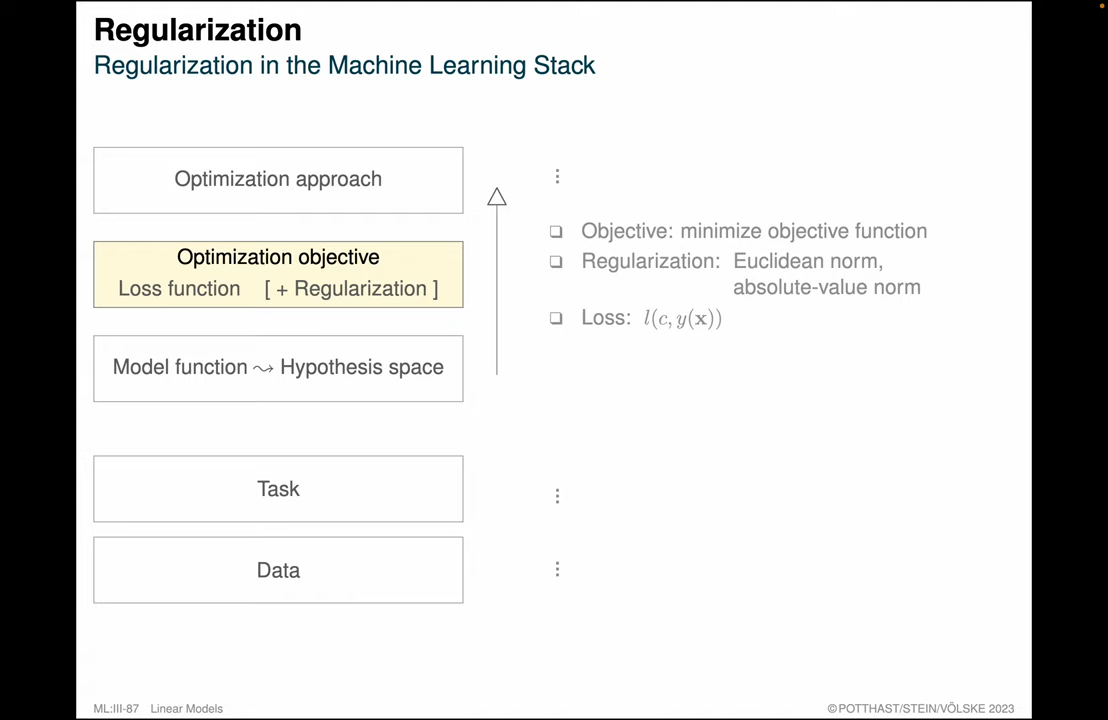 Regularization
Regularization in the Machine Learning Stack
Optimization approach
⋮
Optimization objective
Loss function [ + Regularization ]
❑ Objective: minimize objective function
❑ Regularization: Euclidean norm,
absolute-value norm
❑ Loss: l(c, y(x))
Model function ⤳ Hypothesis space
Task
⋮
Data
⋮
ML:III-87 Linear Models
© POTTHAST/STEIN/VÖLSKE 2023